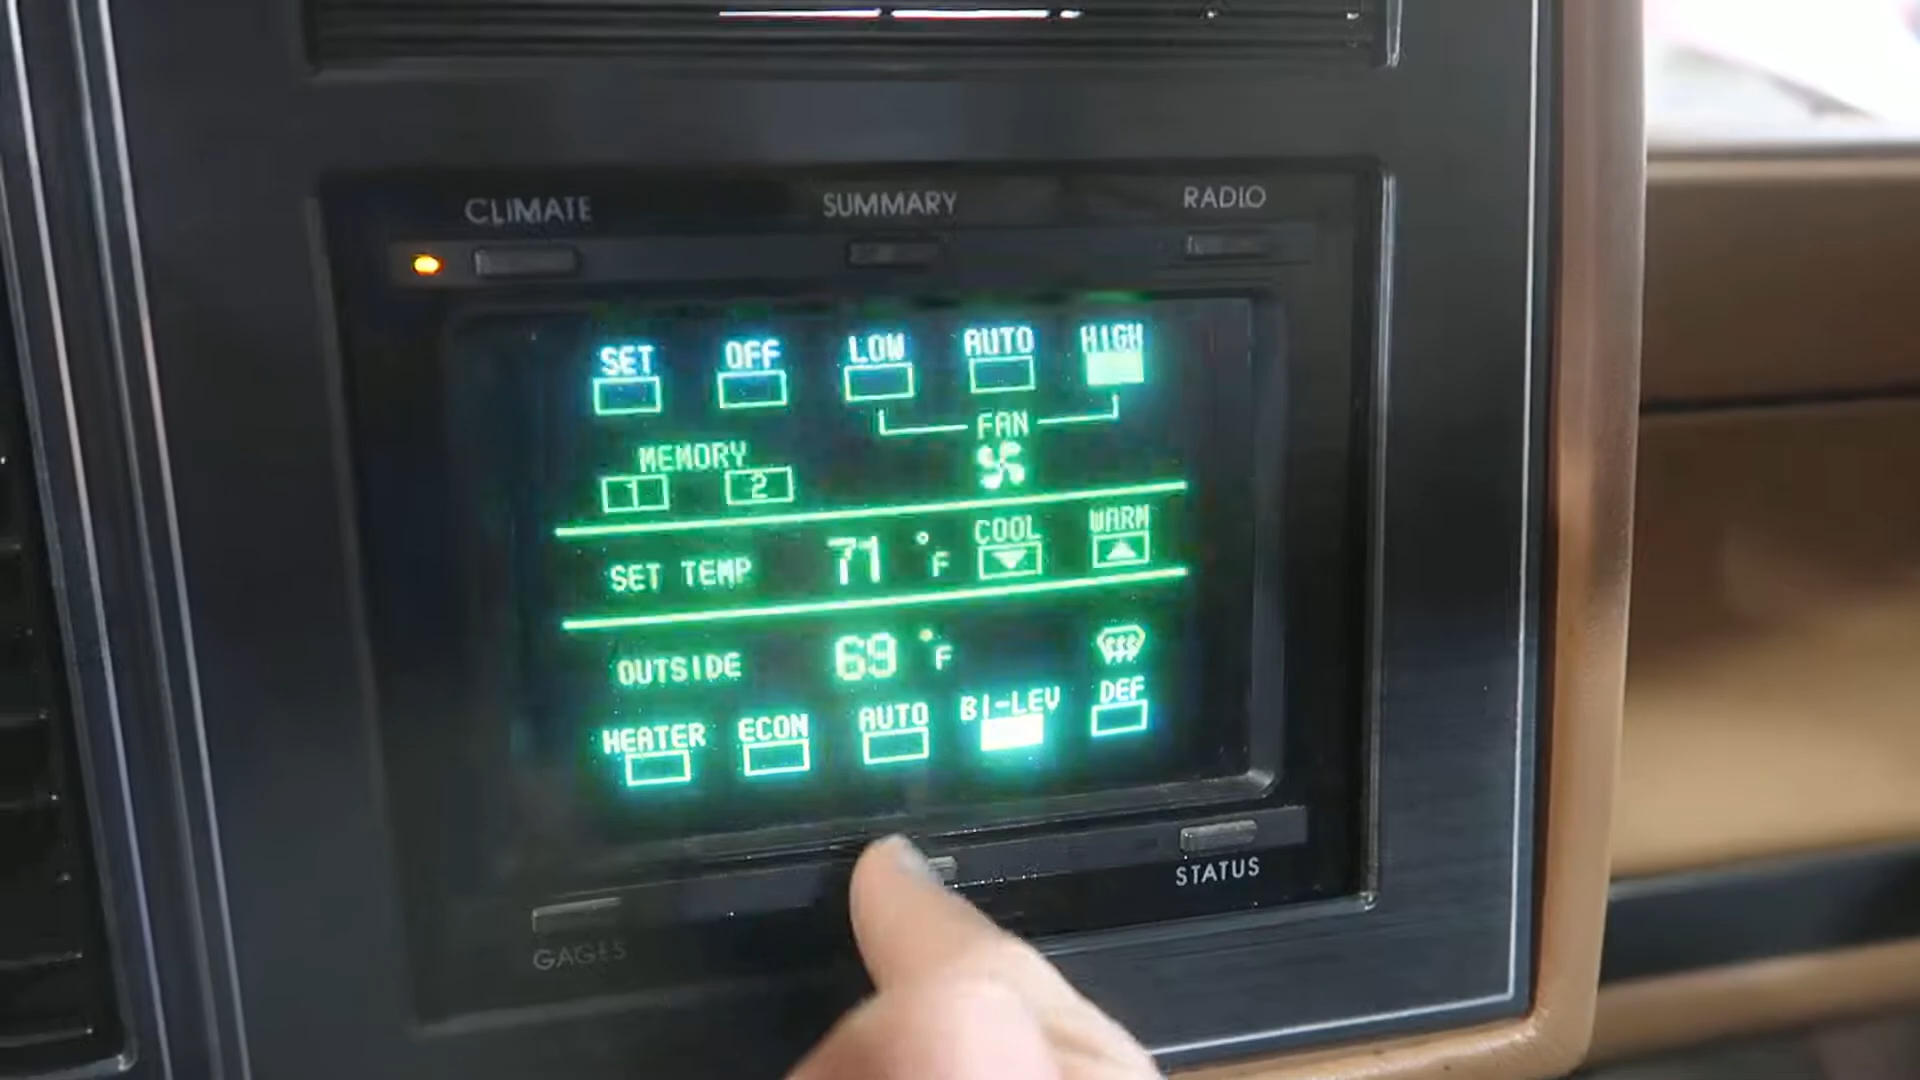 CLIMATE SUMMARY RADIO
SET OFF LOW AUTO HIGH
FAN
MEMORY
1 2
COOL WARM
SET TEMP 71 °F
OUTSIDE 69 °F
HEATER ECON AUTO BI-LEV DEF
STATUS
GAGES